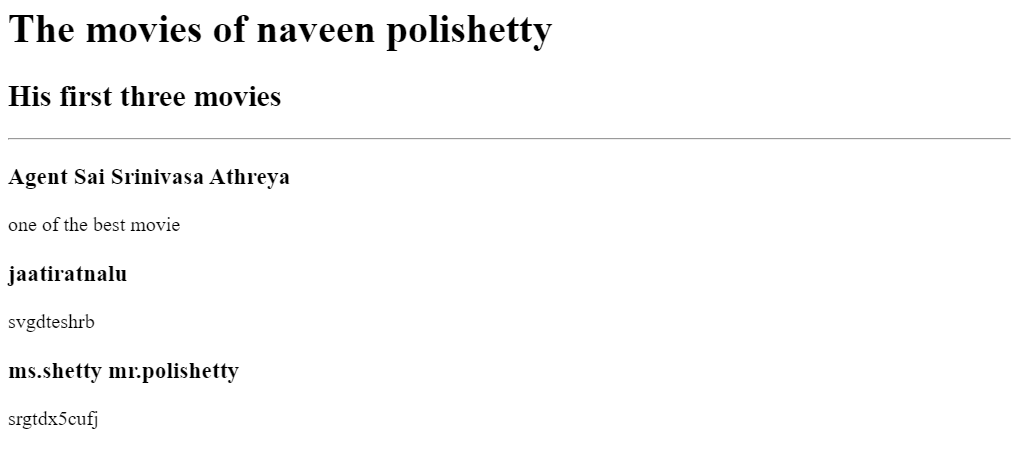 The movies of naveen polishetty
His first three movies
Agent Sai Srinivasa Athreya
one of the best movie
jaatiratnalu
svgdteshrb
ms.shetty mr.polishetty
srgtdx5cufj